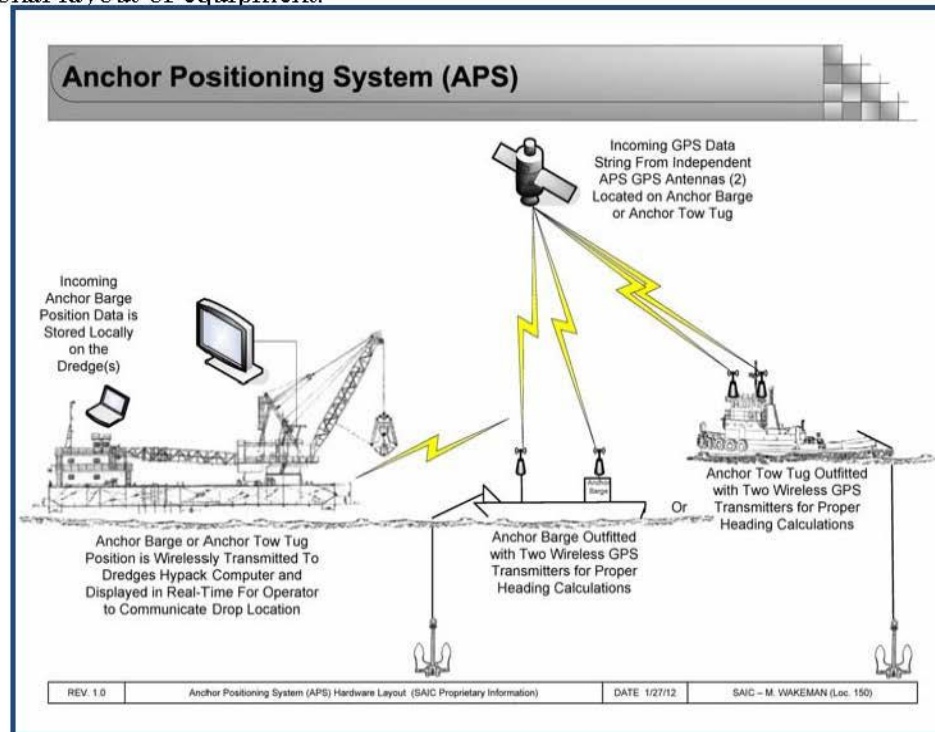 Anchor Positioning System (APS)
Incoming GPS Data
String From Independent
APS GPS Antennas (2)
Located on Anchor Barge
or Anchor Tow Tug
Incoming
Anchor Barge
Position Data is
Stored Locally
on the
Dredge(s)
Anchor
Barge
Anchor Tow Tug Outfitted
with Two Wireless GPS
Transmitters for Proper
Heading Calculations
Or
Anchor Barge Outfitted
with Two Wireless GPS
Transmitters for Proper
Heading Calculations
Anchor Barge or Anchor Tow Tug
Position is Wirelessly Transmitted To
Dredges Hypack Computer and
Displayed in Real-Time For Operator
to Communicate Drop Location
REV. 1.0 Anchor Positioning System (APS) Hardware Layout (SAIC Proprietary Information) DATE 1/27/12 SAIC – M. WAKEMAN (Loc. 150)